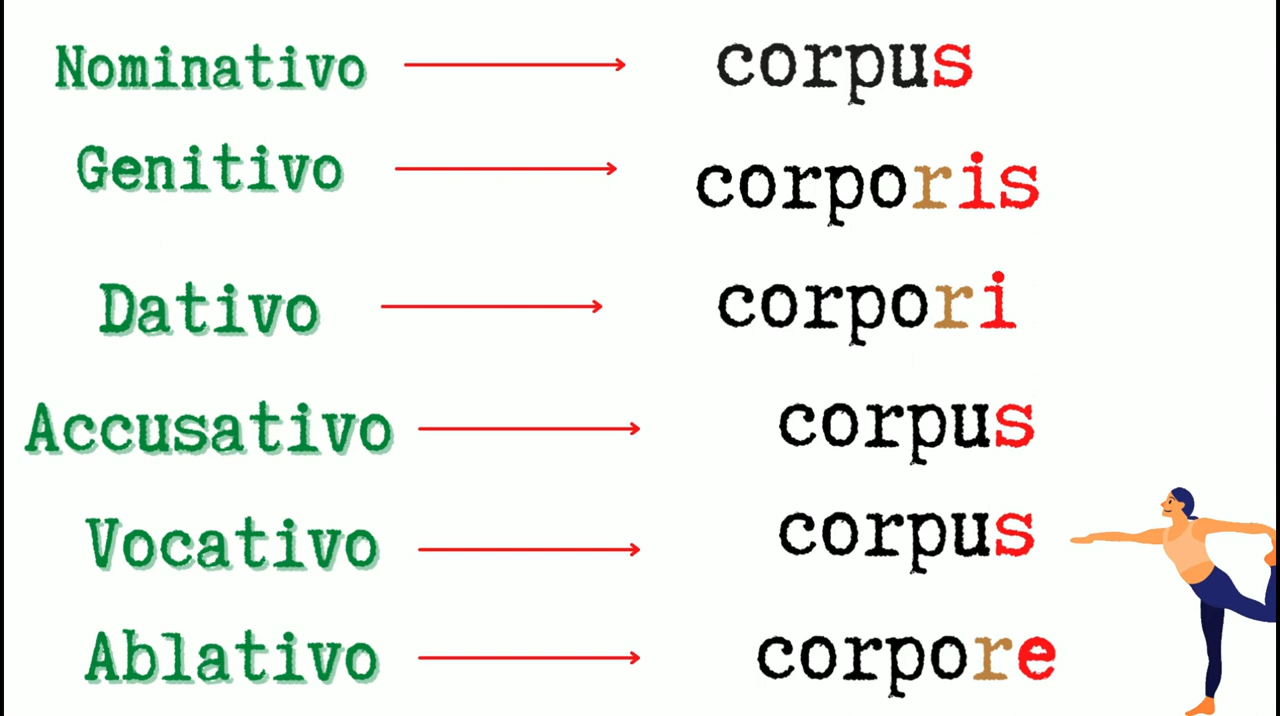 Nominativo corpus
Genitivo corporis
Dativo corpori
Accusativo corpus
Vocativo corpus
Ablativo corpore